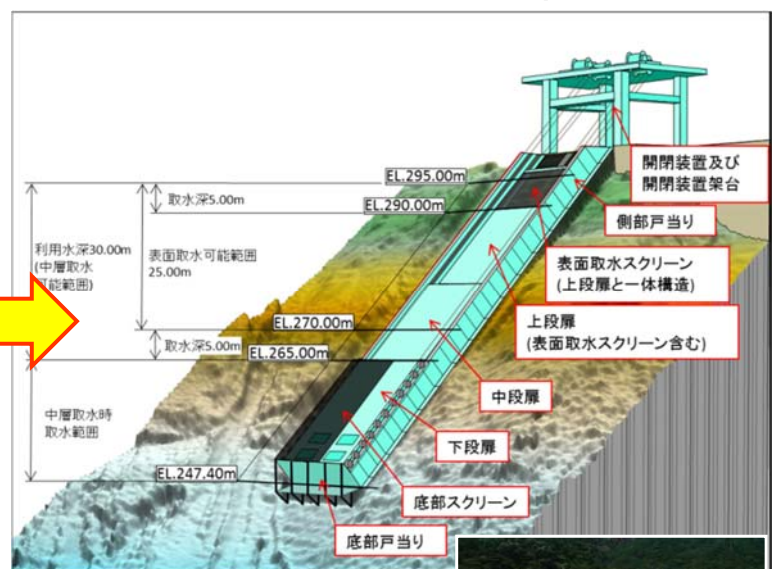 EL.295.00m
取水深5.00m
EL.290.00m
利用水深30.00m
(中層取水
可能範囲)
表面取水可能範囲
25.00m
EL.270.00m
取水深5.00m
EL.265.00m
中層取水時
取水範囲
EL.247.40m
開閉装置及び
開閉装置架台
側部戸当り
表面取水スクリーン
(上段扉と一体構造)
上段扉
(表面取水スクリーン含む)
中段扉
下段扉
底部スクリーン
底部戸当り